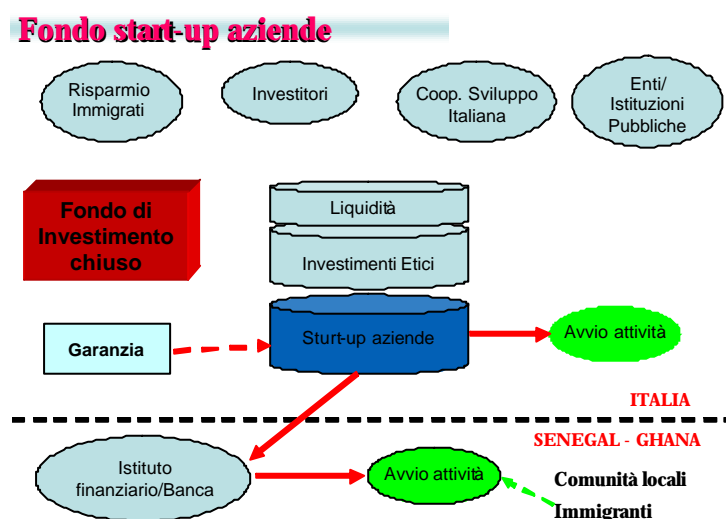 Fondo start-up aziende
Risparmio
Immigrati
Investitori
Coop. Sviluppo
Italiana
Enti/
Istituzioni
Pubbliche
Fondo di
Investimento
chiuso
Liquidità
Investimenti Etici
Sturt-up aziende
Garanzia
Avvio attività
ITALIA
SENEGAL - GHANA
Istituto
finanziario/Banca
Avvio attività
Comunità locali
Immigranti